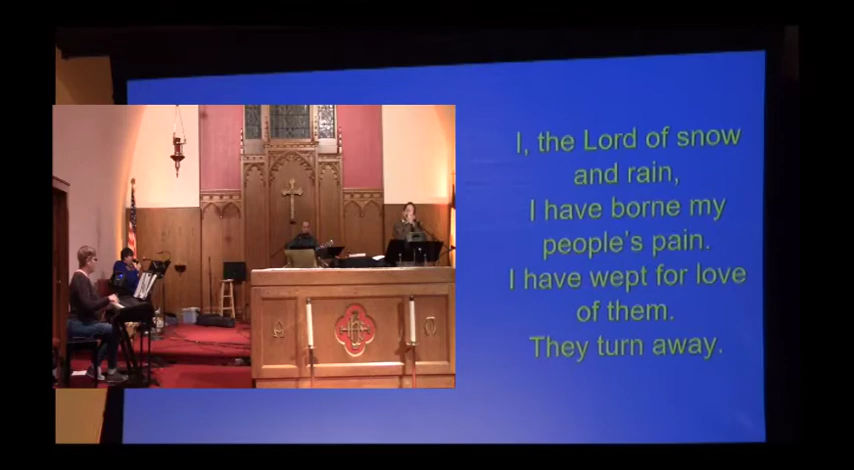 I, the Lord of snow
and rain,
I have borne my
people's pain.
I have wept for love
of them.
They turn away.